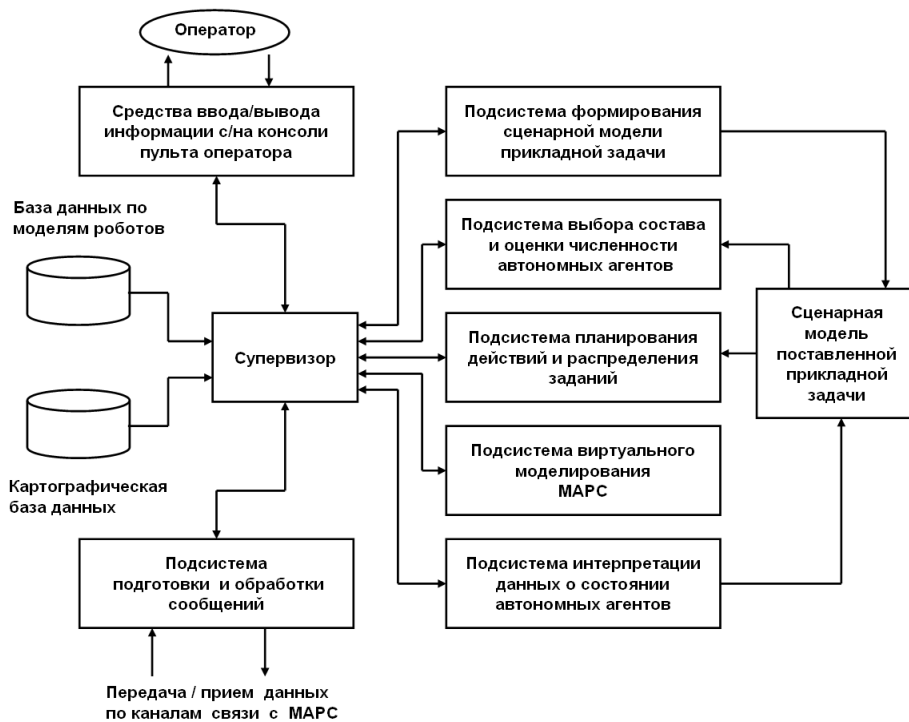 Оператор
Средства ввода/вывода
информации с/на консоли
пульта оператора
База данных по
моделям роботов
Картографическая
база данных
Супервизор
Подсистема
подготовки и обработки
сообщений
Передача / прием данных
по каналам связи с МАРС
Подсистема формирования
сценарной модели
прикладной задачи
Подсистема выбора состава
и оценки численности
автономных агентов
Подсистема планирования
действий и распределения
заданий
Подсистема виртуального
моделирования
МАРС
Подсистема интерпретации
данных о состоянии
автономных агентов
Сценарная
модель
поставленной
прикладной
задачи